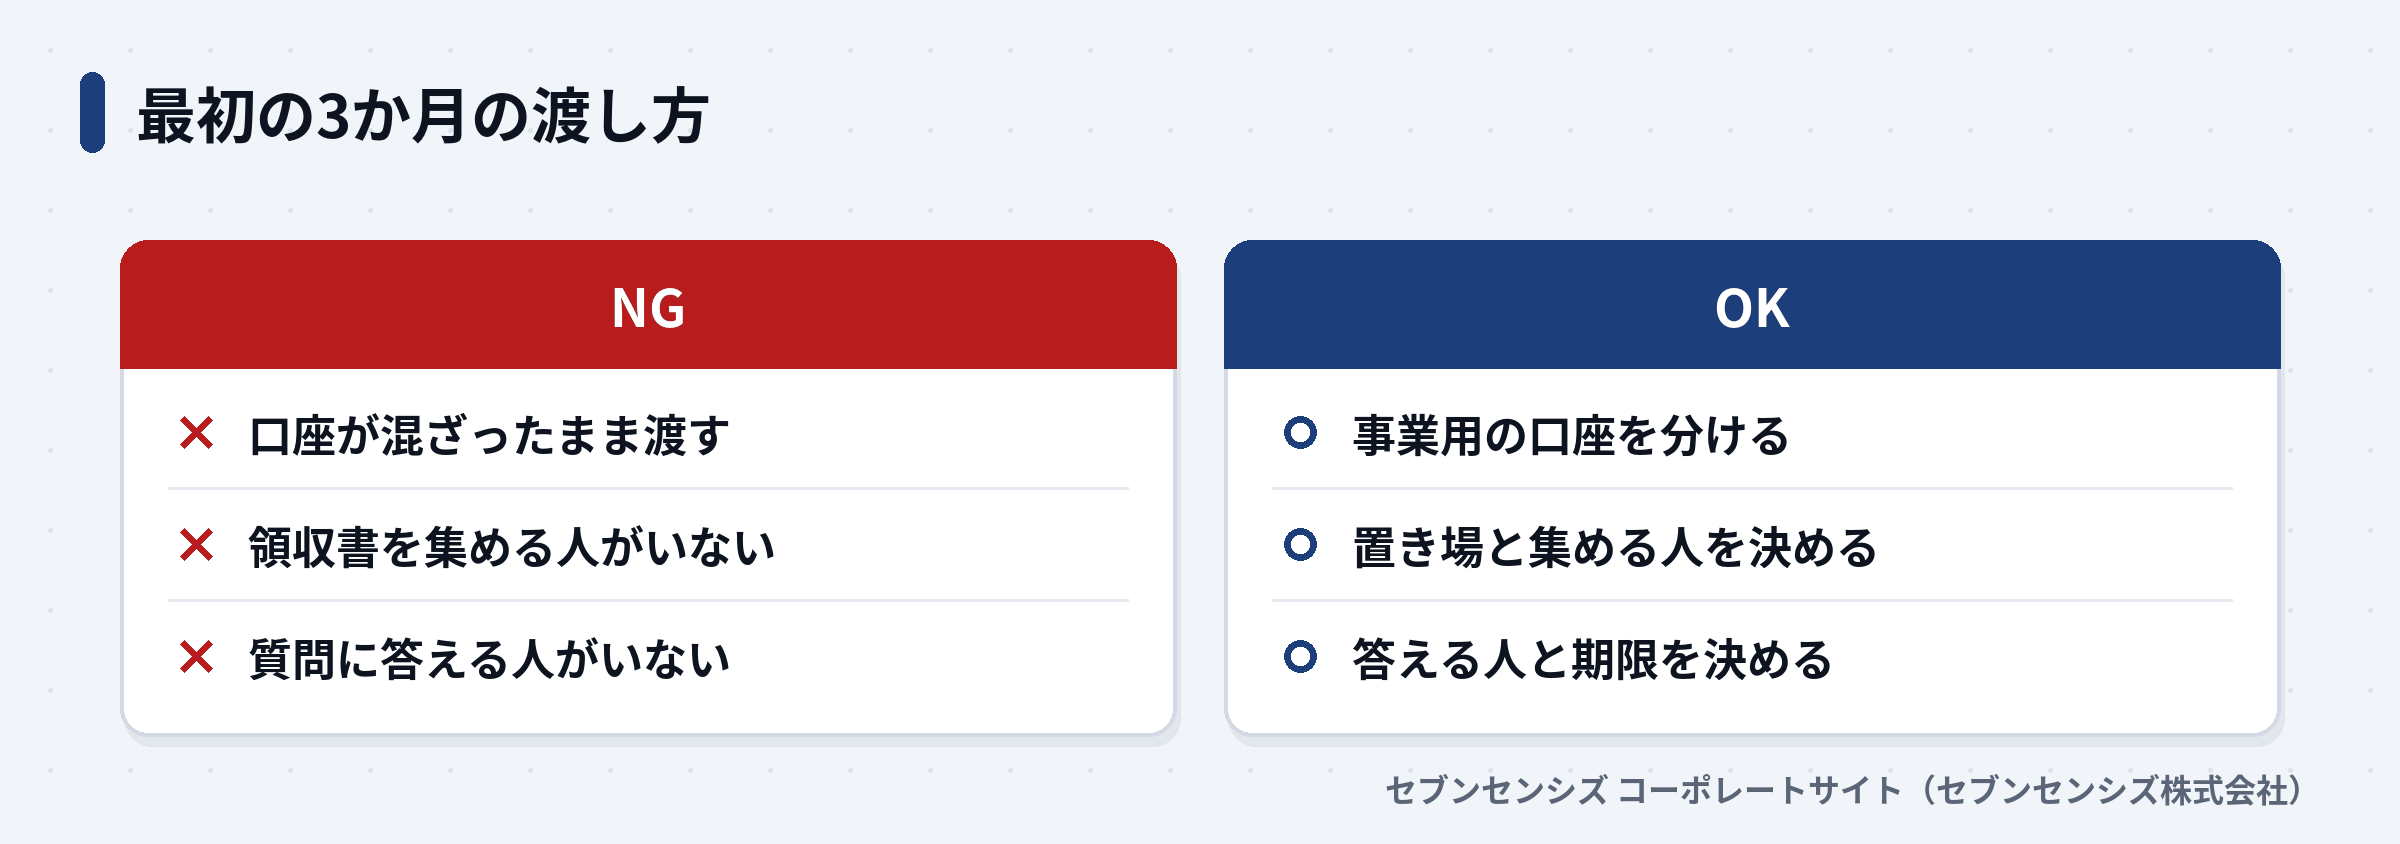 最初の3か月の渡し方
NG
口座が混ざったまま渡す
領収書を集める人がいない
質問に答える人がいない
OK
事業用の口座を分ける
置き場と集める人を決める
答える人と期限を決める
セブンセンシズ コーポレートサイト（セブンセンシズ株式会社）